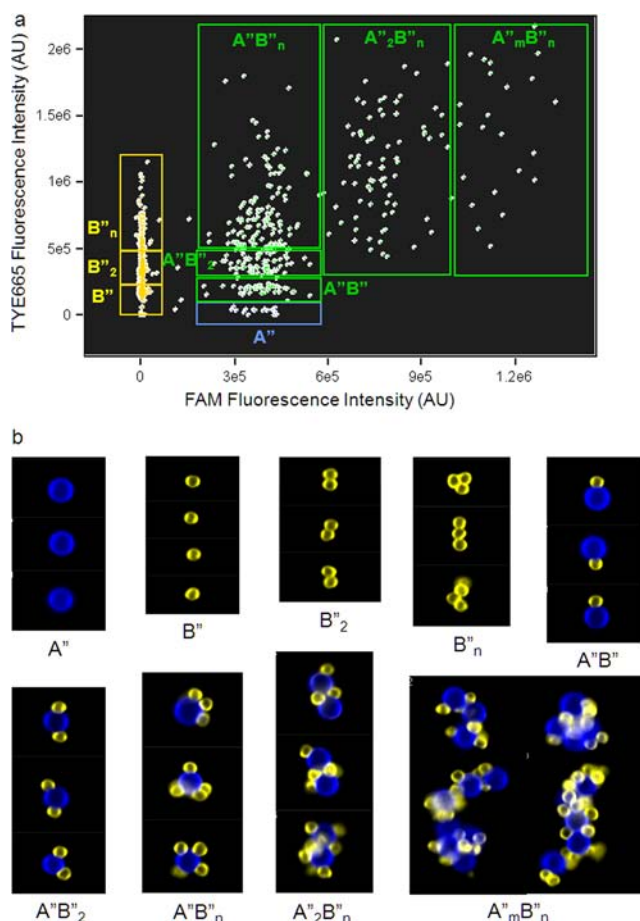 a
TYE665 Fluorescence Intensity (AU)
2e6
1.5e6
1e6
5e5
0
A"B"n
A"2B"n
A"mB"n
B"n
B"2
B"
A"B"2
A"B"
A"
0
3e5
6e5
9e5
1.2e6
FAM Fluorescence Intensity (AU)
b
A"
B"
B"2
B"n
A"B"
A"B"2
A"B"n
A"2B"n
A"mB"n